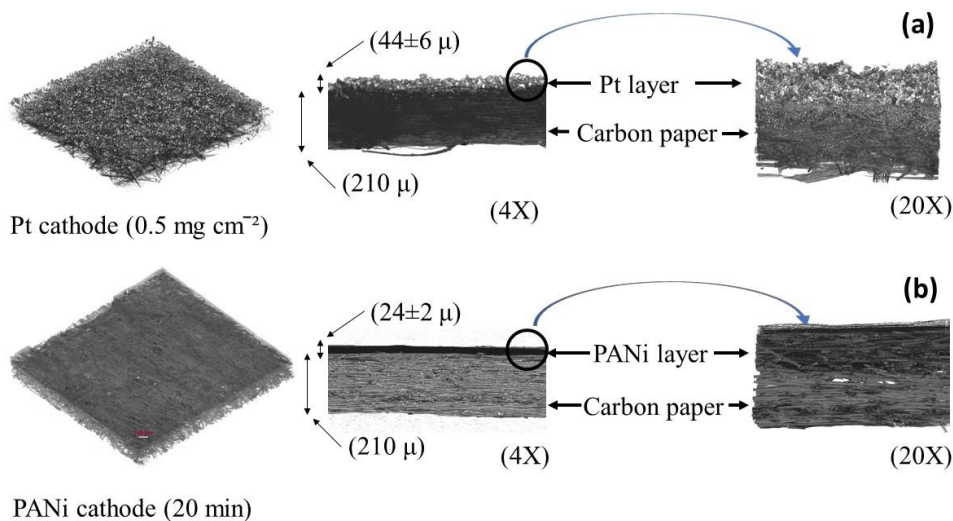 (a)
(44±6 μ)
Pt layer
Carbon paper
(210 μ)
(4X)
(20X)
Pt cathode (0.5 mg cm⁻²)
(b)
(24±2 μ)
PANi layer
Carbon paper
(210 μ)
(4X)
(20X)
PANi cathode (20 min)